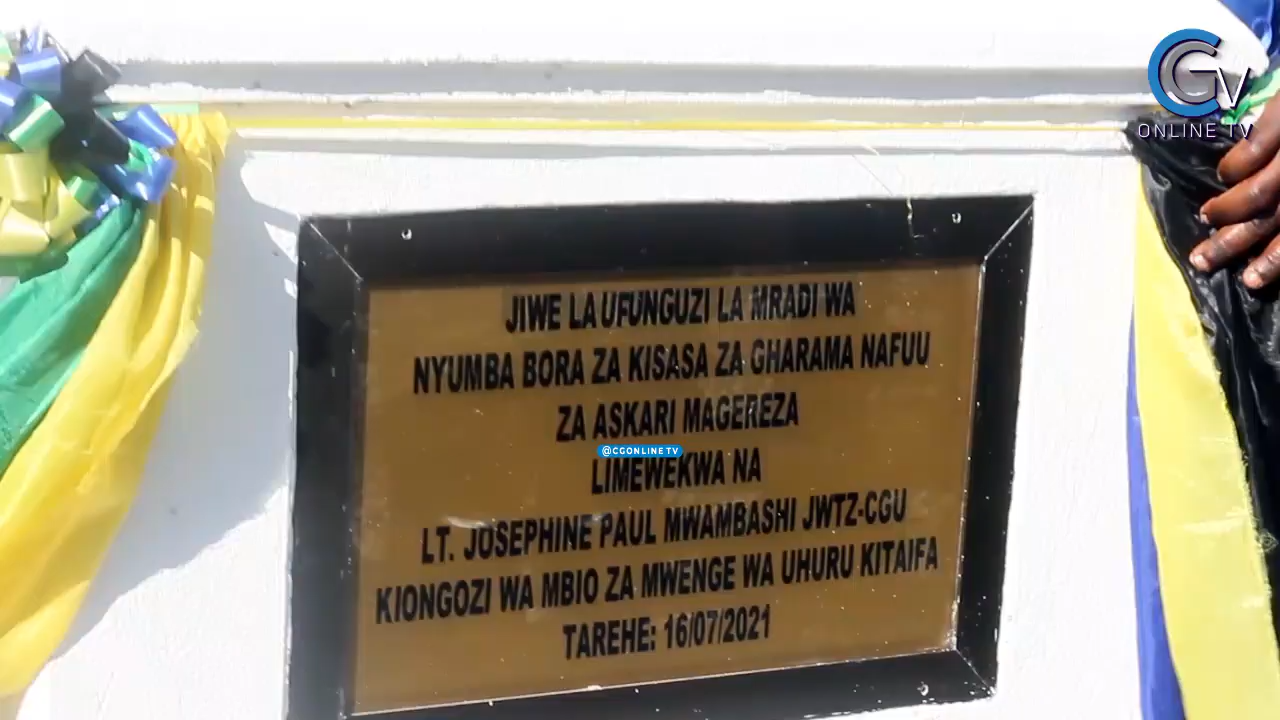 CGTV
ONLINE TV
JIWE LA UFUNGUZI LA MRADI WA
NYUMBA BORA ZA KISASA ZA GHARAMA NAFUU
ZA ASKARI MAGEREZA
@CGONLINE TV
LIMEWEKWA NA
LT. JOSEPHINE PAUL MWAMBASHI JWTZ-CGU
KIONGOZI WA MBIO ZA MWENGE WA UHURU KITAIFA
TAREHE: 16/07/2021